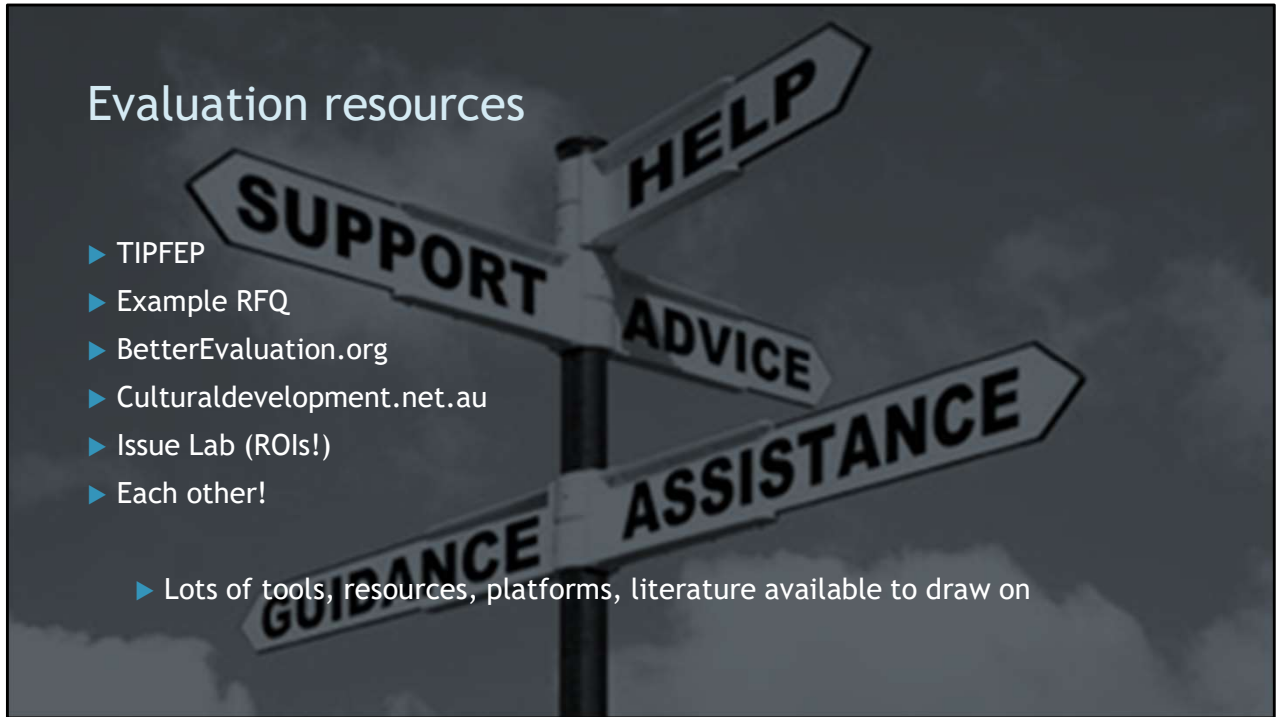 Evaluation resources
HELP
SUPPORT
ADVICE
ASSISTANCE
GUIDANCE
▶ TIPFEP
▶ Example RFQ
▶ BetterEvaluation.org
▶ Culturaldevelopment.net.au
▶ Issue Lab (ROIs!)
▶ Each other!
▶ Lots of tools, resources, platforms, literature available to draw on